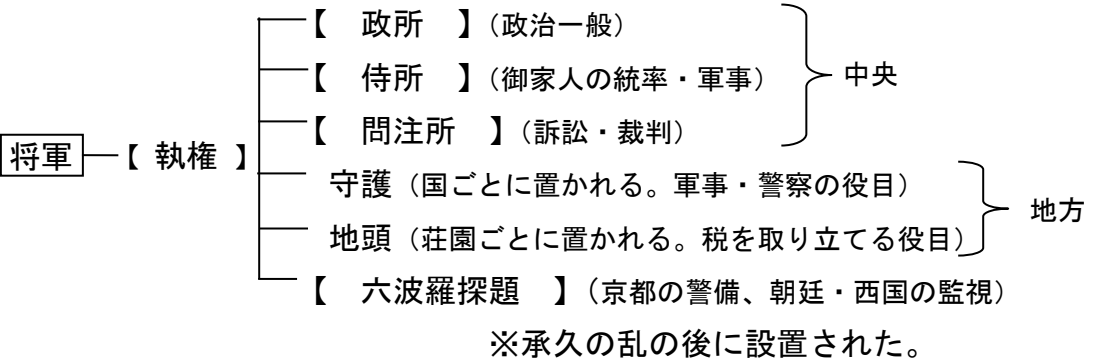 【　政所　】（政治一般）
【　侍所　】（御家人の統率・軍事）
中央
【　問注所　】（訴訟・裁判）
将軍【 執権 】
守護（国ごとに置かれる。軍事・警察の役目）
地方
地頭（荘園ごとに置かれる。税を取り立てる役目）
【　六波羅探題　】（京都の警備、朝廷・西国の監視）
※承久の乱の後に設置された。